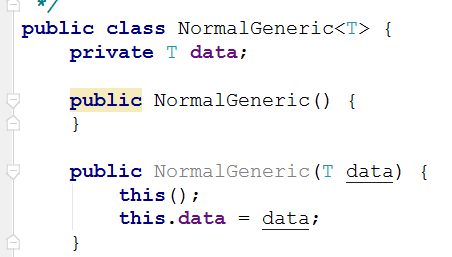 */
public class NormalGeneric<T> {
    private T data;

    public NormalGeneric() {
    }

    public NormalGeneric(T data) {
        this();
        this.data = data;
    }